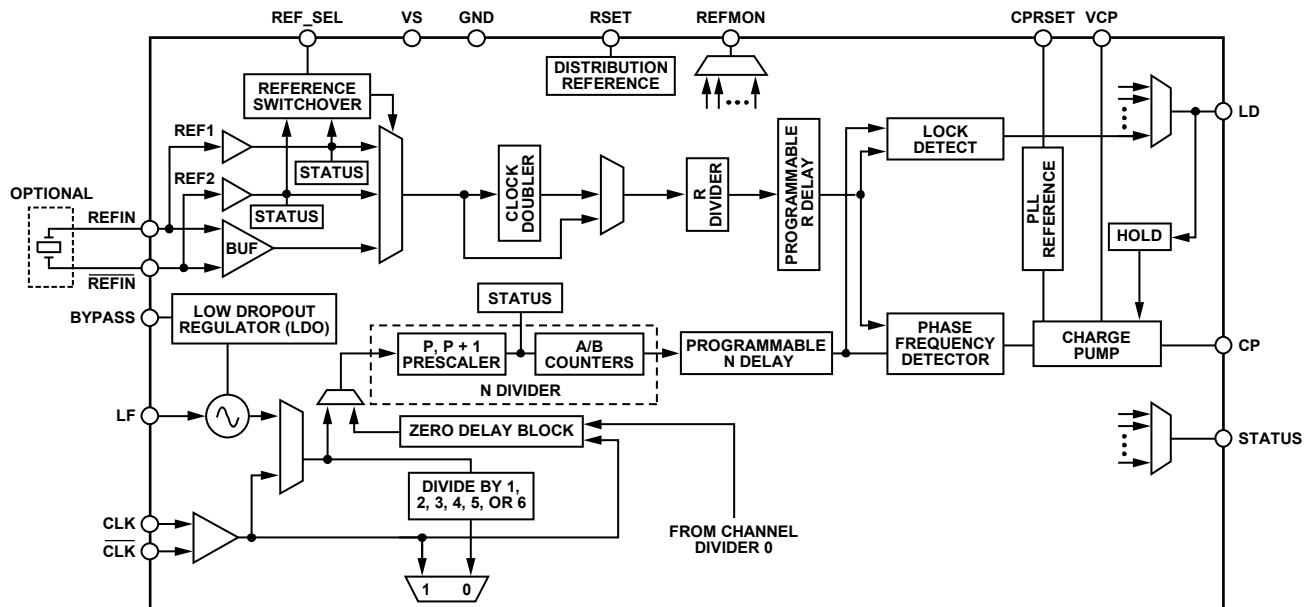 REF_SEL
VS
GND
RSET
REFMON
CPRSET
VCP
DISTRIBUTION
REFERENCE
REFERENCE
SWITCHOVER
REF1
STATUS
REF2
STATUS
OPTIONAL
REFIN
BUF
REFIN
CLOCK
DOUBLER
R
DIVIDER
PROGRAMMABLE
R DELAY
LOCK
DETECT
PLL
REFERENCE
LD
HOLD
BYPASS
LOW DROPOUT
REGULATOR (LDO)
STATUS
P, P + 1
PRESCALER
A/B
COUNTERS
N DIVIDER
PROGRAMMABLE
N DELAY
PHASE
FREQUENCY
DETECTOR
CHARGE
PUMP
CP
LF
ZERO DELAY BLOCK
STATUS
DIVIDE BY 1,
2, 3, 4, 5, OR 6
CLK
CLK
FROM CHANNEL
DIVIDER 0
1 0